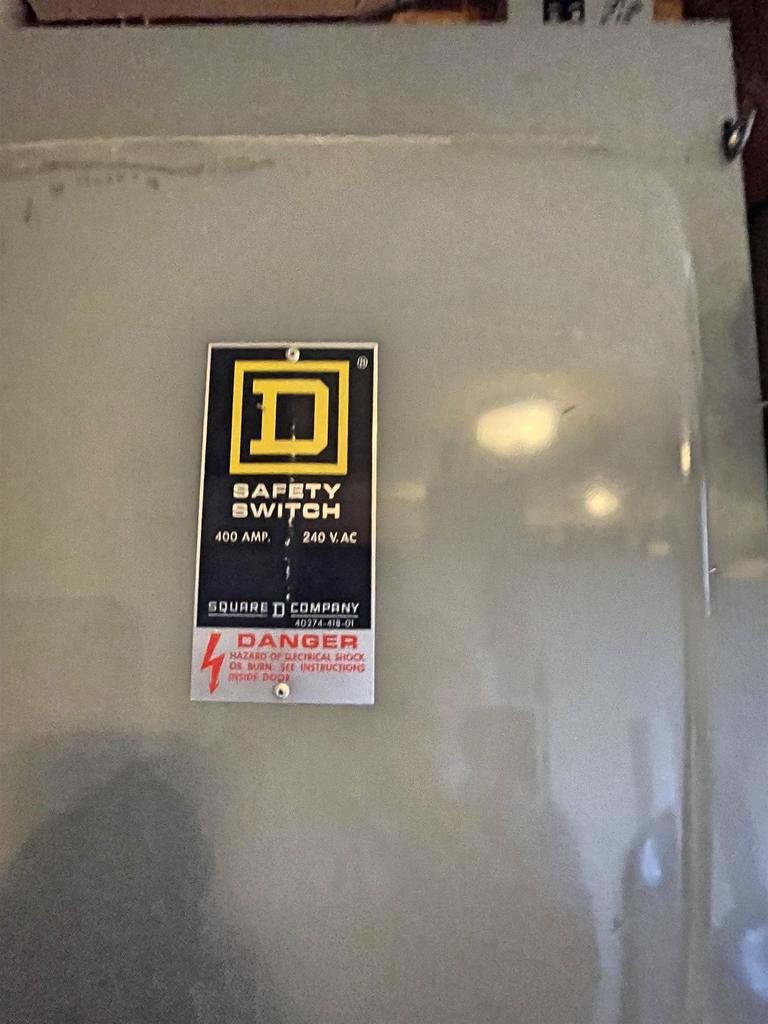 D ®
SAFETY
SWITCH
400 AMP. 240 V. AC
SQUARE D COMPANY
40274-418-01
DANGER
HAZARD OF ELECTRICAL SHOCK
OR BURN. SEE INSTRUCTIONS
INSIDE DOOR